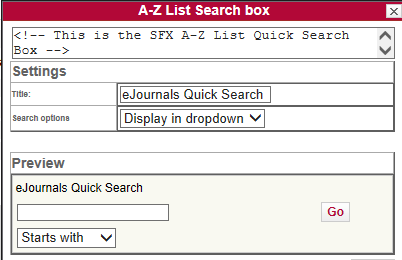 A-Z List Search box
<!-- This is the SFX A-Z List Quick Search
Box -->
Settings
Title: eJournals Quick Search
Search options Display in dropdown
Preview
eJournals Quick Search
Go
Starts with